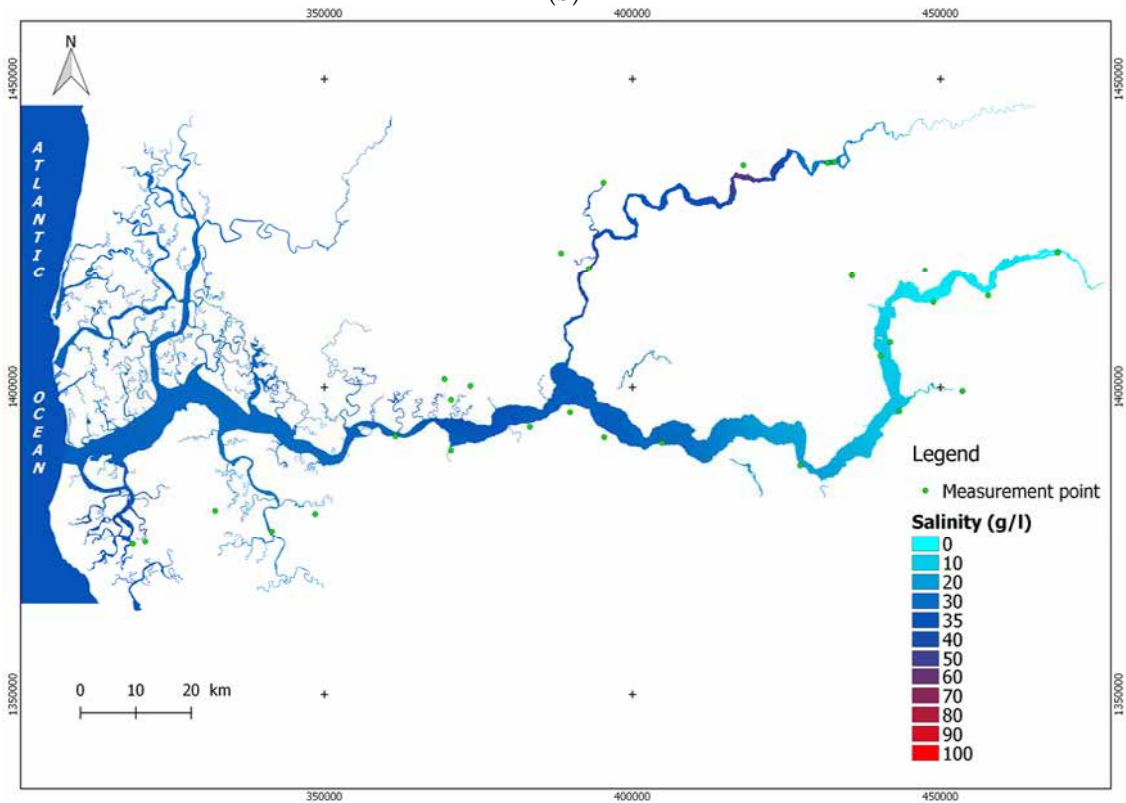 (b)
350000 400000 450000
N
1450000 1450000
ATLANTIC
1400000 1400000
OCEAN
Legend
Measurement point
Salinity (g/l)
0
10
20
30
35
40
50
60
70
80
90
100
0 10 20 km
1350000 1350000
350000 400000 450000